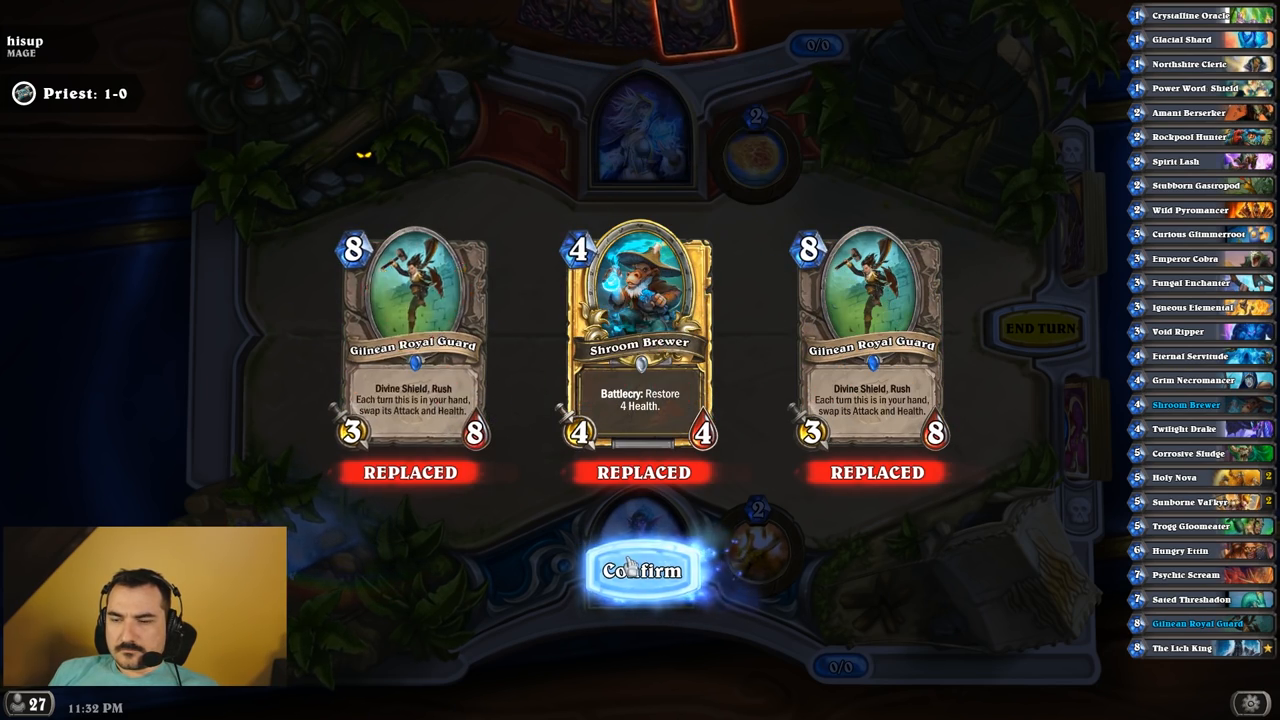 hisup
MAGE
Priest: 1-0
0/0
2
8
Gilnean Royal Guard
Divine Shield, Rush
Each turn this is in your hand,
swap its Attack and Health.
3
8
REPLACED
4
Shroom Brewer
Battlecry: Restore
4 Health.
4
4
REPLACED
8
Gilnean Royal Guard
Divine Shield, Rush
Each turn this is in your hand,
swap its Attack and Health.
3
8
REPLACED
END TURN
2
Confirm
0/0
1 Crystalline Oracle
1 Glacial Shard
1 Northshire Cleric
1 Power Word: Shield
2 Amani Berserker
2 Rockpool Hunter
2 Spirit Lash
2 Stubborn Gastropod
2 Wild Pyromancer
3 Curious Glimmerroot
3 Emperor Cobra
3 Fungal Enchanter
3 Igneous Elemental
3 Void Ripper
4 Eternal Servitude
4 Grim Necromancer
4 Shroom Brewer
4 Twilight Drake
5 Corrosive Sludge
5 Holy Nova 2
5 Sunborne Val'kyr 2
5 Trogg Gloomeater
6 Hungry Ettin
7 Psychic Scream
7 Sated Threshadon
8 Gilnean Royal Guard
8 The Lich King
27
11:32 PM